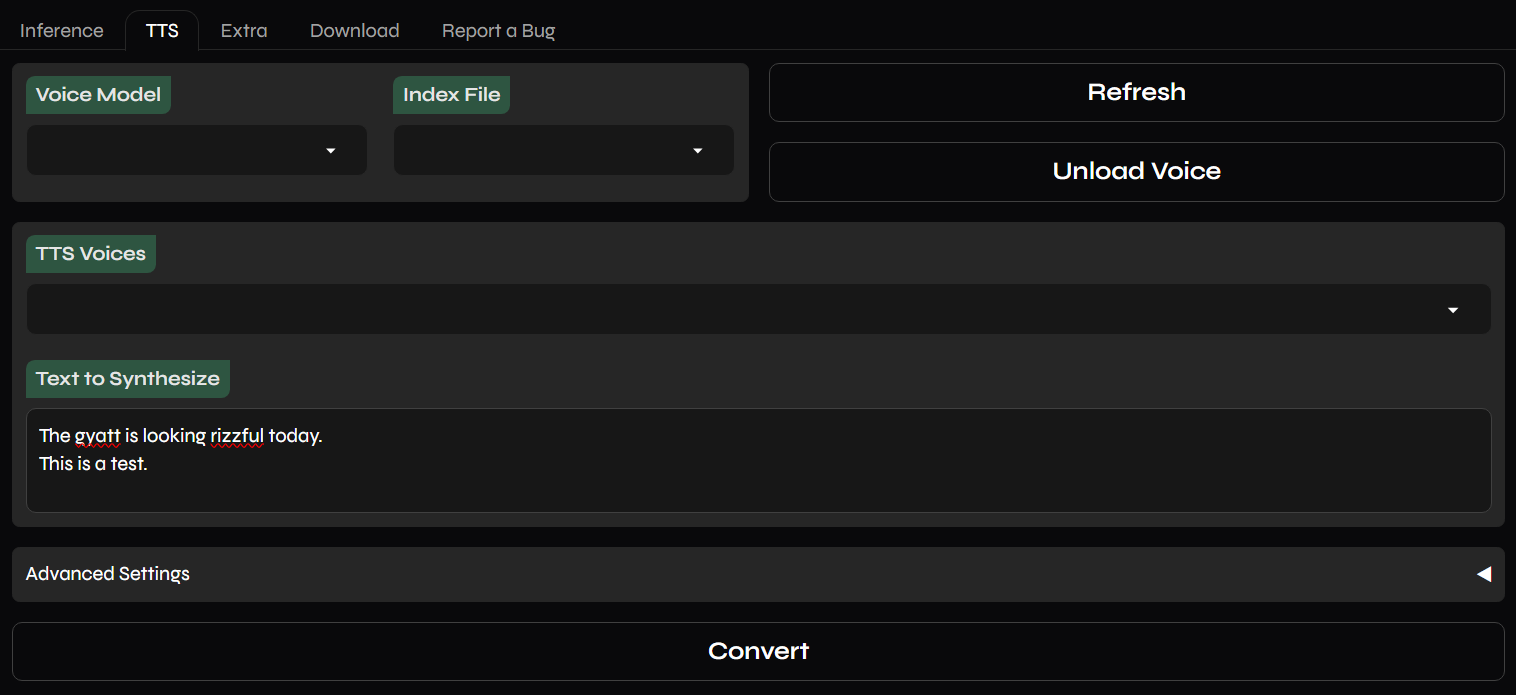 Inference
TTS
Extra
Download
Report a Bug
Voice Model
Index File
Refresh
Unload Voice
TTS Voices
Text to Synthesize
The gyatt is looking rizzful today.
This is a test.
Advanced Settings
Convert